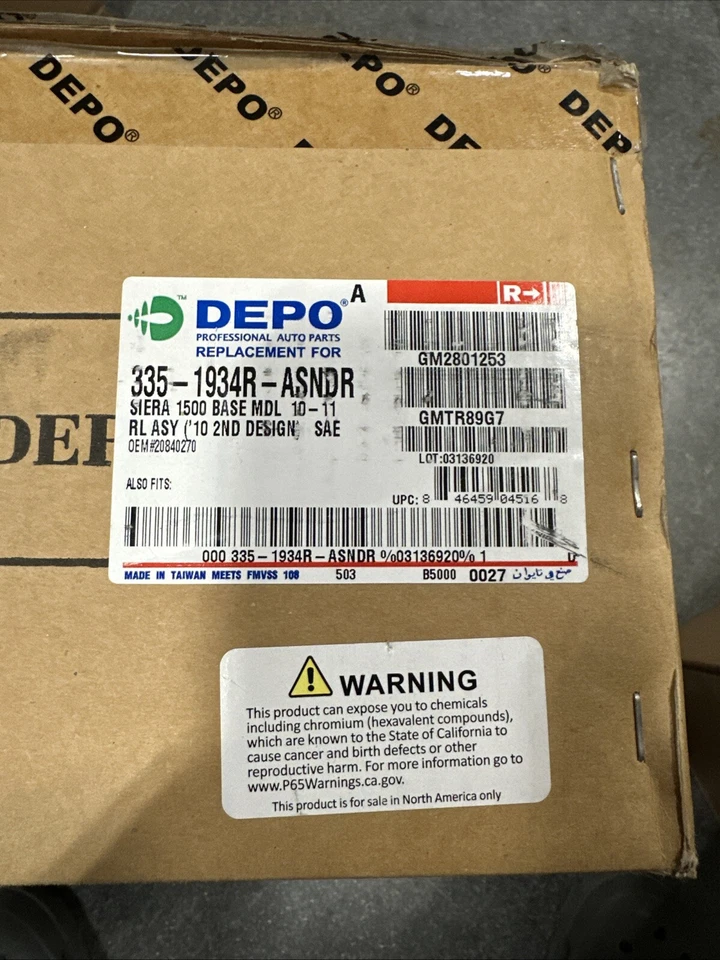 DEPO®
DEPO®
DEPO®
DEPO
DEPO
DEPO
™
DEPO®
A
R→
PROFESSIONAL AUTO PARTS
REPLACEMENT FOR
GM2801253
335-1934R-ASNDR
SIERA 1500 BASE MDL 10-11
GMTR89G7
RL ASY ('10 2ND DESIGN) SAE
OEM#20840270
LOT:03136920
ALSO FITS:
UPC: 8 46459 04516 8
000 335-1934R-ASNDR %03136920% 1
MADE IN TAIWAN MEETS FMVSS 108 503 B5000 0027 صنع في تايوان
WARNING
This product can expose you to chemicals
including chromium (hexavalent compounds),
which are known to the State of California to
cause cancer and birth defects or other
reproductive harm. For more information go to
www.P65Warnings.ca.gov.
This product is for sale in North America only